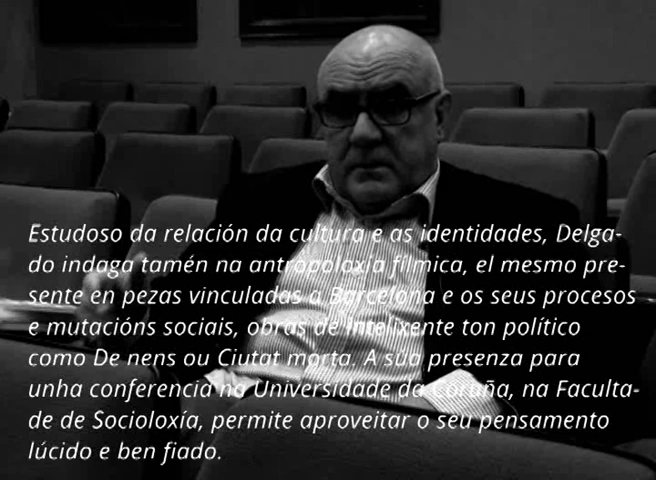 Estudoso da relación da cultura e as identidades, Delga-
do indaga tamén na antropoloxía fílmica, el mesmo pre-
sente en pezas vinculadas a Barcelona e os seus procesos
e mutacións sociais, obras de intelixente ton político
como De nens ou Ciutat morta. A súa presenza para
unha conferencia na Universidade da Coruña, na Faculta-
de de Socioloxía, permite aproveitar o seu pensamento
lúcido e ben fiado.